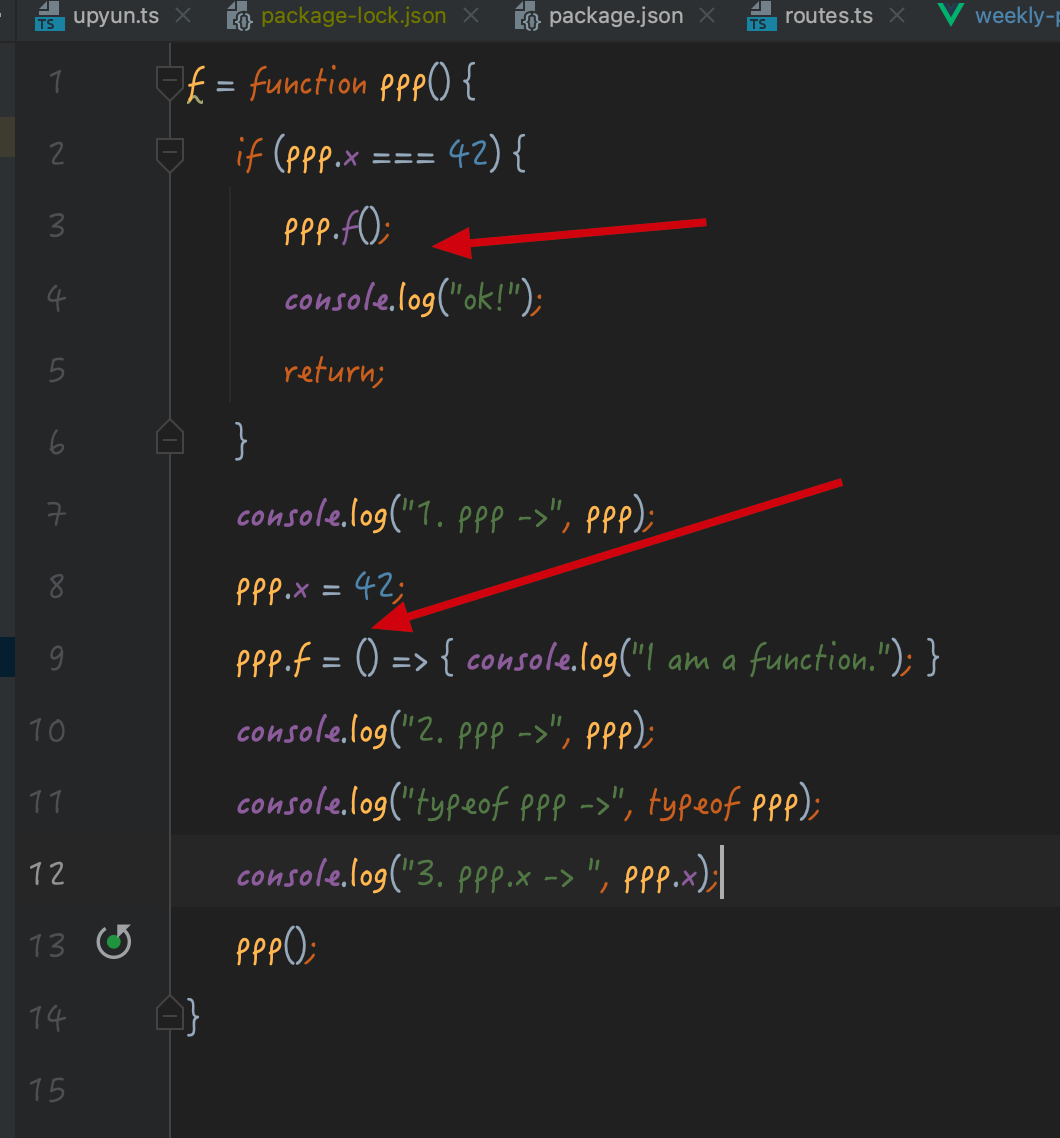 upyun.ts package-lock.json package.json routes.ts weekly-p
1 f = function ppp() {
2 if (ppp.x === 42) {
3 ppp.f();
4 console.log("ok!");
5 return;
6 }
7 console.log("1. ppp ->", ppp);
8 ppp.x = 42;
9 ppp.f = () => { console.log("I am a function."); }
10 console.log("2. ppp ->", ppp);
11 console.log("typeof ppp ->", typeof ppp);
12 console.log("3. ppp.x -> ", ppp.x);
13 ppp();
14 }
15